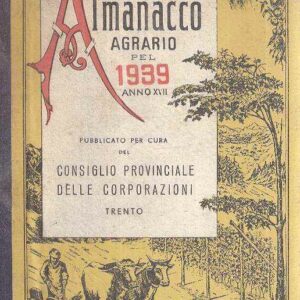 Almanacco
AGRARIO
PEL
1939
ANNO XVII
PUBBLICATO PER CURA
DEL
CONSIGLIO PROVINCIALE
DELLE CORPORAZIONI
TRENTO